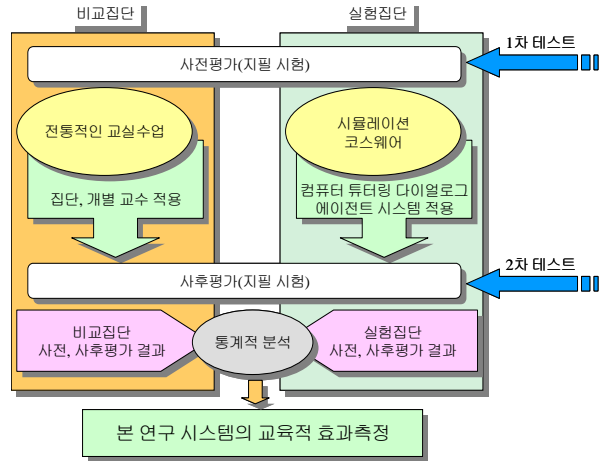 비교집단
실험집단
1차 테스트
사전평가(지필 시험)
전통적인 교실수업
시뮬레이션
코스웨어
집단, 개별 교수 적용
컴퓨터 튜터링 다이얼로그
에이전트 시스템 적용
2차 테스트
사후평가(지필 시험)
비교집단
사전, 사후평가 결과
통계적 분석
실험집단
사전, 사후평가 결과
본 연구 시스템의 교육적 효과측정